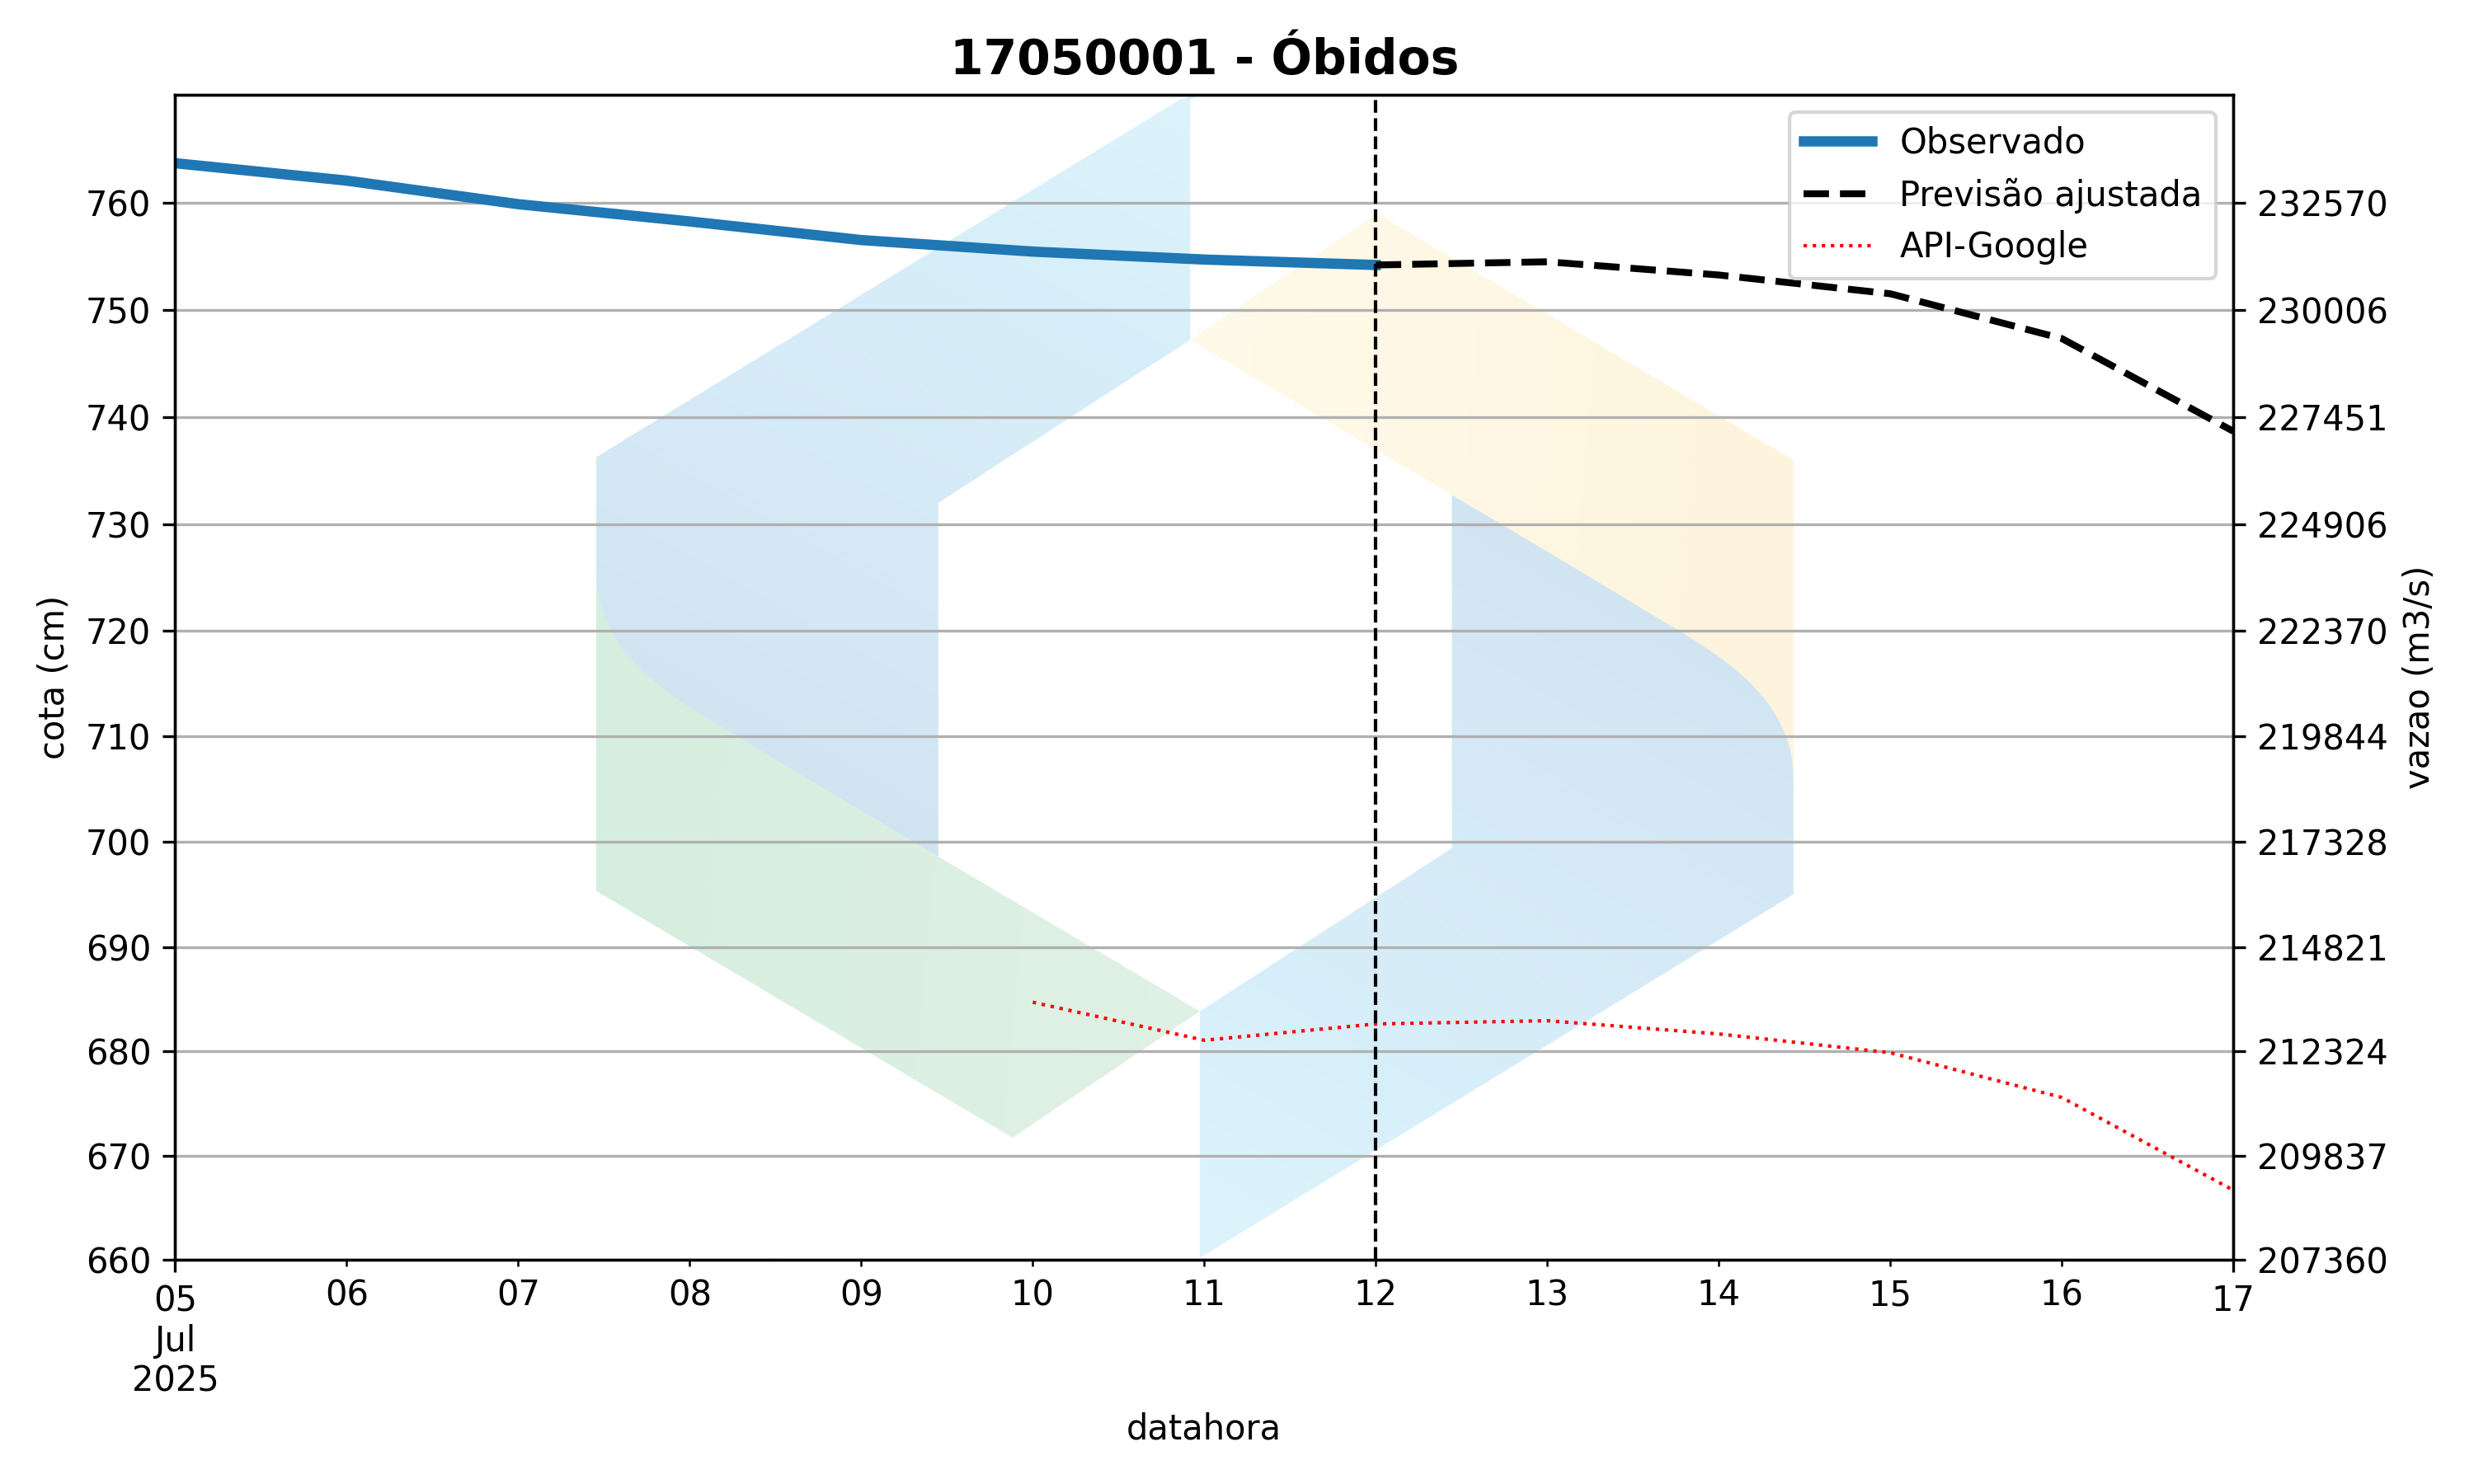 17050001 - Óbidos
Observado
Previsão ajustada
API-Google
cota (cm)
760
750
740
730
720
710
700
690
680
670
660
vazao (m3/s)
232570
230006
227451
224906
222370
219844
217328
214821
212324
209837
207360
05 06 07 08 09 10 11 12 13 14 15 16 17
Jul
2025
datahora